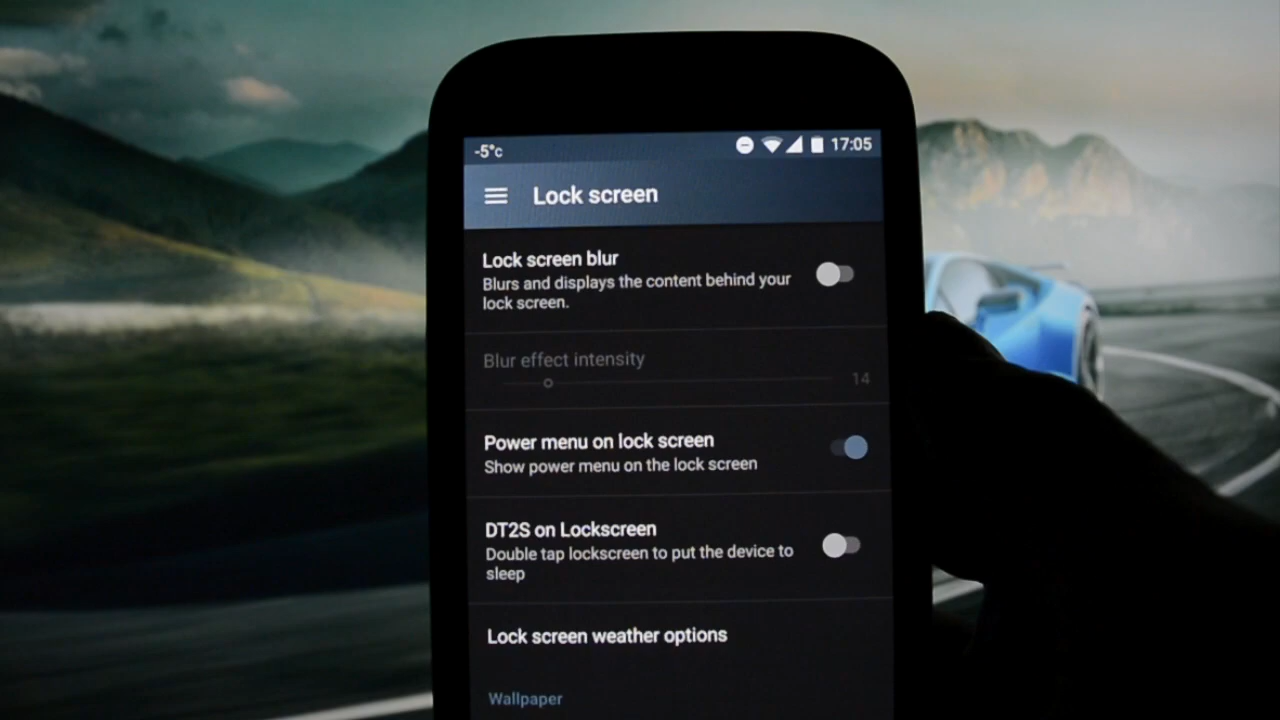 -5°c 17:05
Lock screen
Lock screen blur
Blurs and displays the content behind your
lock screen.
Blur effect intensity
14
Power menu on lock screen
Show power menu on the lock screen
DT2S on Lockscreen
Double tap lockscreen to put the device to
sleep
Lock screen weather options
Wallpaper